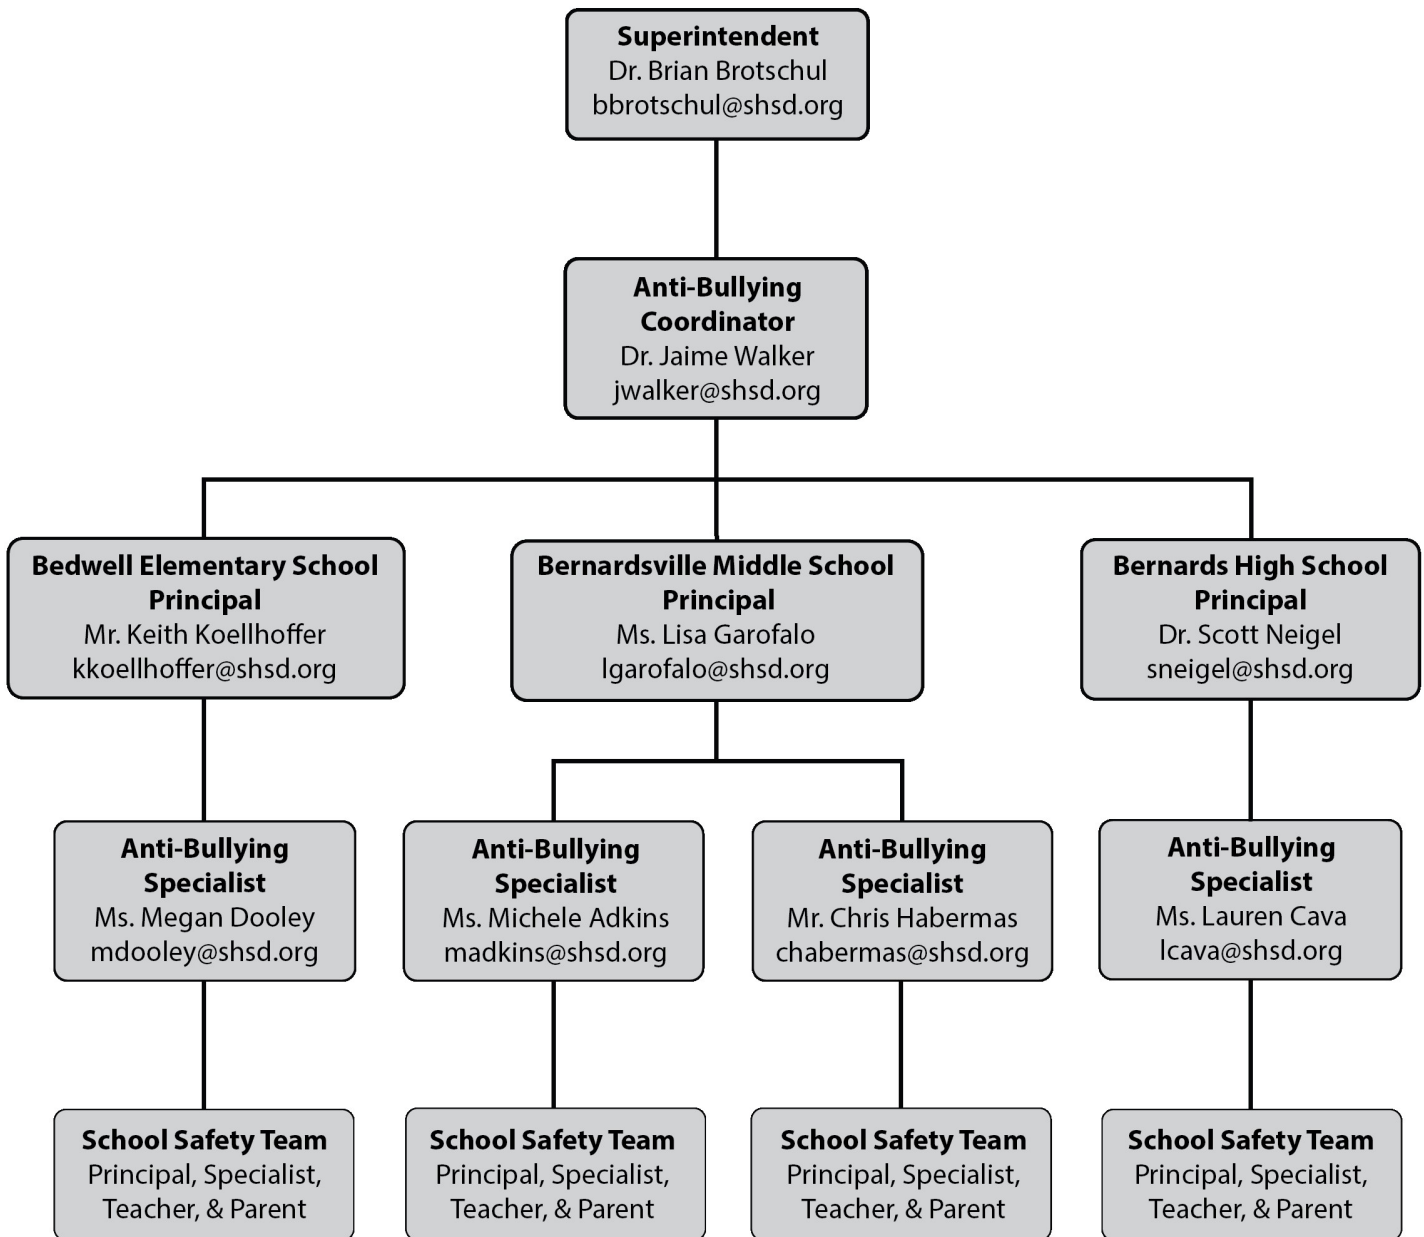 Superintendent
Dr. Brian Brotschul
bbrotschul@shsd.org
Anti-Bullying
Coordinator
Dr. Jaime Walker
jwalker@shsd.org
Bedwell Elementary School
Principal
Mr. Keith Koellhoffer
kkoellhoffer@shsd.org
Bernardsville Middle School
Principal
Ms. Lisa Garofalo
lgarofalo@shsd.org
Bernards High School
Principal
Dr. Scott Neigel
sneigel@shsd.org
Anti-Bullying
Specialist
Ms. Megan Dooley
mdooley@shsd.org
Anti-Bullying
Specialist
Ms. Michele Adkins
madkins@shsd.org
Anti-Bullying
Specialist
Mr. Chris Habermas
chabermas@shsd.org
Anti-Bullying
Specialist
Ms. Lauren Cava
lcava@shsd.org
School Safety Team
Principal, Specialist,
Teacher, & Parent
School Safety Team
Principal, Specialist,
Teacher, & Parent
School Safety Team
Principal, Specialist,
Teacher, & Parent
School Safety Team
Principal, Specialist,
Teacher, & Parent